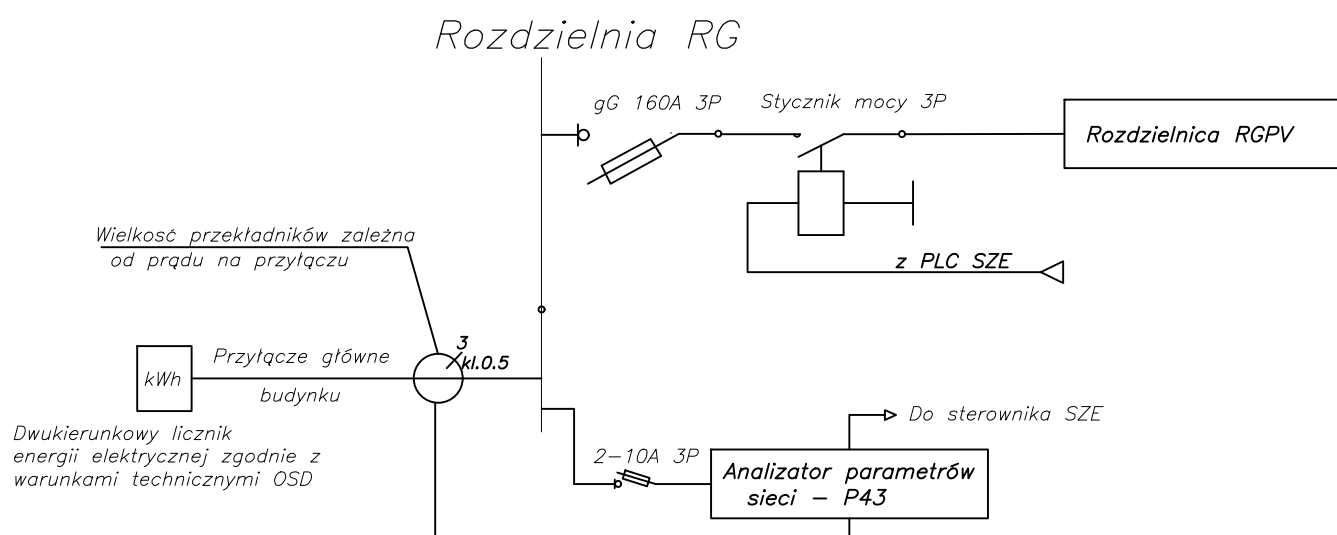 Rozdzielnia RG
gG 160A 3P
Stycznik mocy 3P
Rozdzielnica RGPV
z PLC SZE
Wielkość przekładników zależna
od prądu na przyłączu
3
kl.0.5
kWh
Przyłącze główne
budynku
Dwukierunkowy licznik
energii elektrycznej zgodnie z
warunkami technicznymi OSD
2-10A 3P
Do sterownika SZE
Analizator parametrów
sieci - P43